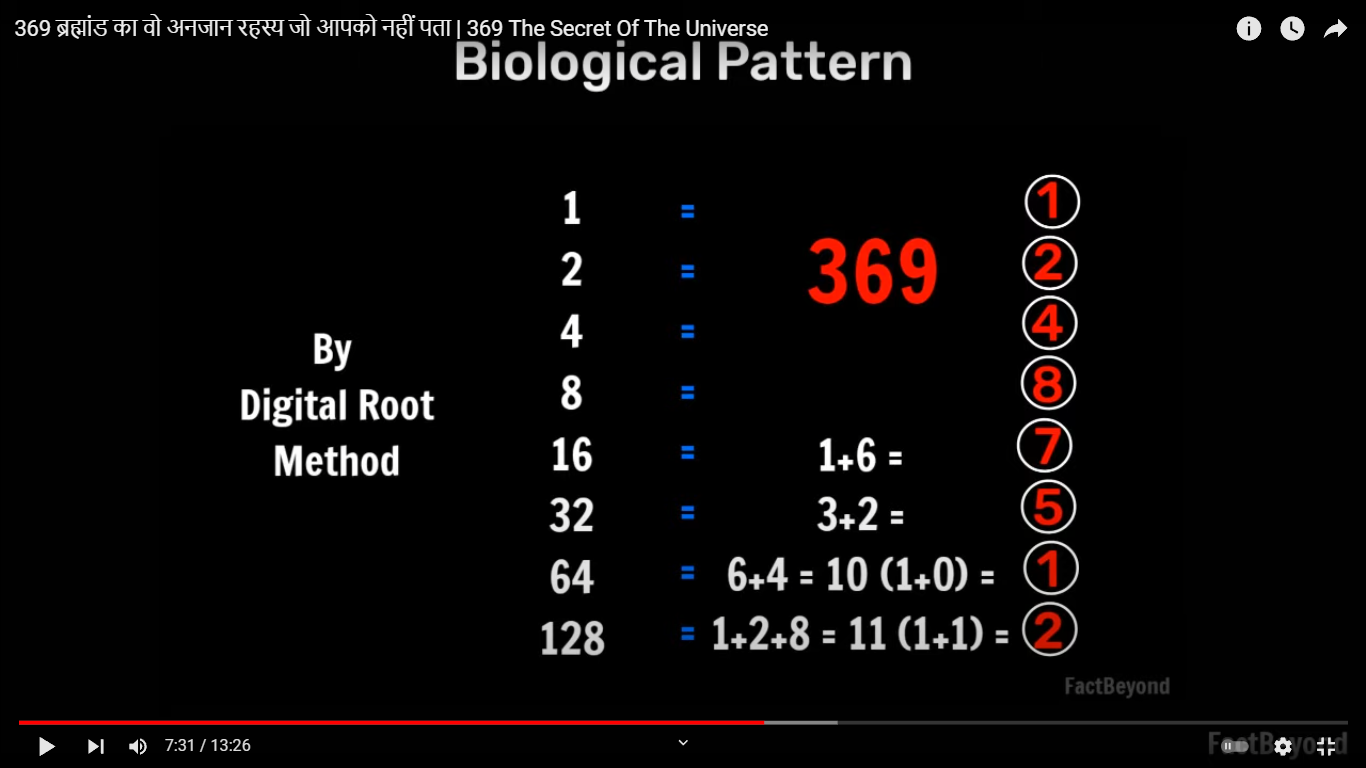 369 ब्रह्मांड का वो अनजान रहस्य जो आपको नहीं पता | 369 The Secret Of The Universe
Biological Pattern
1 = 1
2 = 369 2
4 = 4
By
8 = 8
Digital Root
16 = 1+6 = 7
Method
32 = 3+2 = 5
64 = 6+4 = 10 (1+0) = 1
128 = 1+2+8 = 11 (1+1) = 2
FactBeyond
7:31 / 13:26
FactBeyond